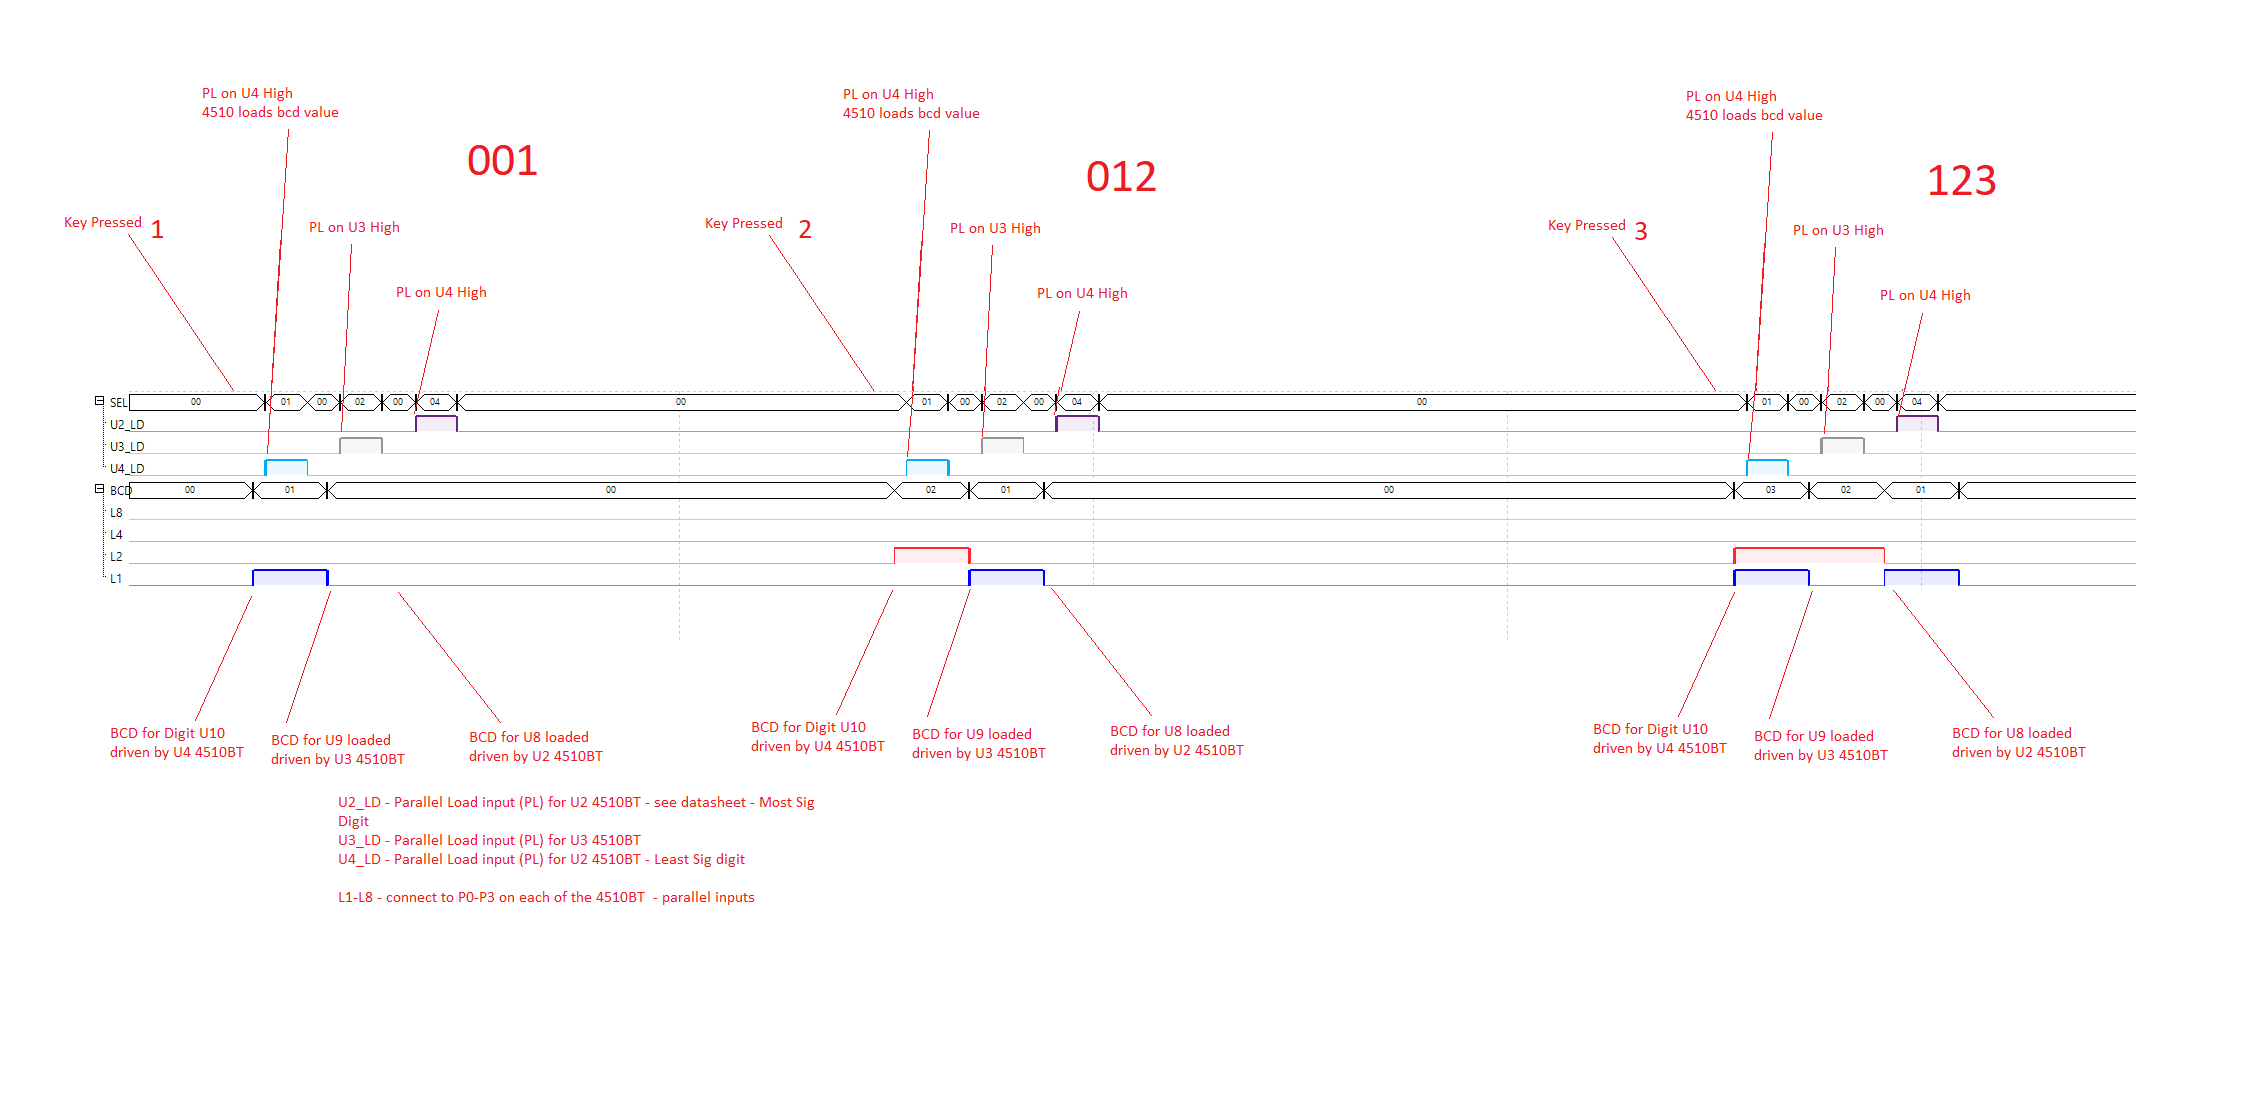 PL on U4 High
4510 loads bcd value
PL on U4 High
4510 loads bcd value
PL on U4 High
4510 loads bcd value
001
012
123
Key Pressed 1
PL on U3 High
Key Pressed 2
PL on U3 High
Key Pressed 3
PL on U3 High
PL on U4 High
PL on U4 High
PL on U4 High
SEL 00 01 00 02 00 04 00 01 00 02 00 04 00 01 00 02 00 04
U2_LD
U3_LD
U4_LD
BCD 00 01 00 02 01 00 03 02 01
L8
L4
L2
L1
BCD for Digit U10
driven by U4 4510BT
BCD for U9 loaded
driven by U3 4510BT
BCD for U8 loaded
driven by U2 4510BT
BCD for Digit U10
driven by U4 4510BT
BCD for U9 loaded
driven by U3 4510BT
BCD for U8 loaded
driven by U2 4510BT
BCD for Digit U10
driven by U4 4510BT
BCD for U9 loaded
driven by U3 4510BT
BCD for U8 loaded
driven by U2 4510BT
U2_LD - Parallel Load input (PL) for U2 4510BT - see datasheet - Most Sig
Digit
U3_LD - Parallel Load input (PL) for U3 4510BT
U4_LD - Parallel Load input (PL) for U2 4510BT - Least Sig digit
L1-L8 - connect to P0-P3 on each of the 4510BT - parallel inputs